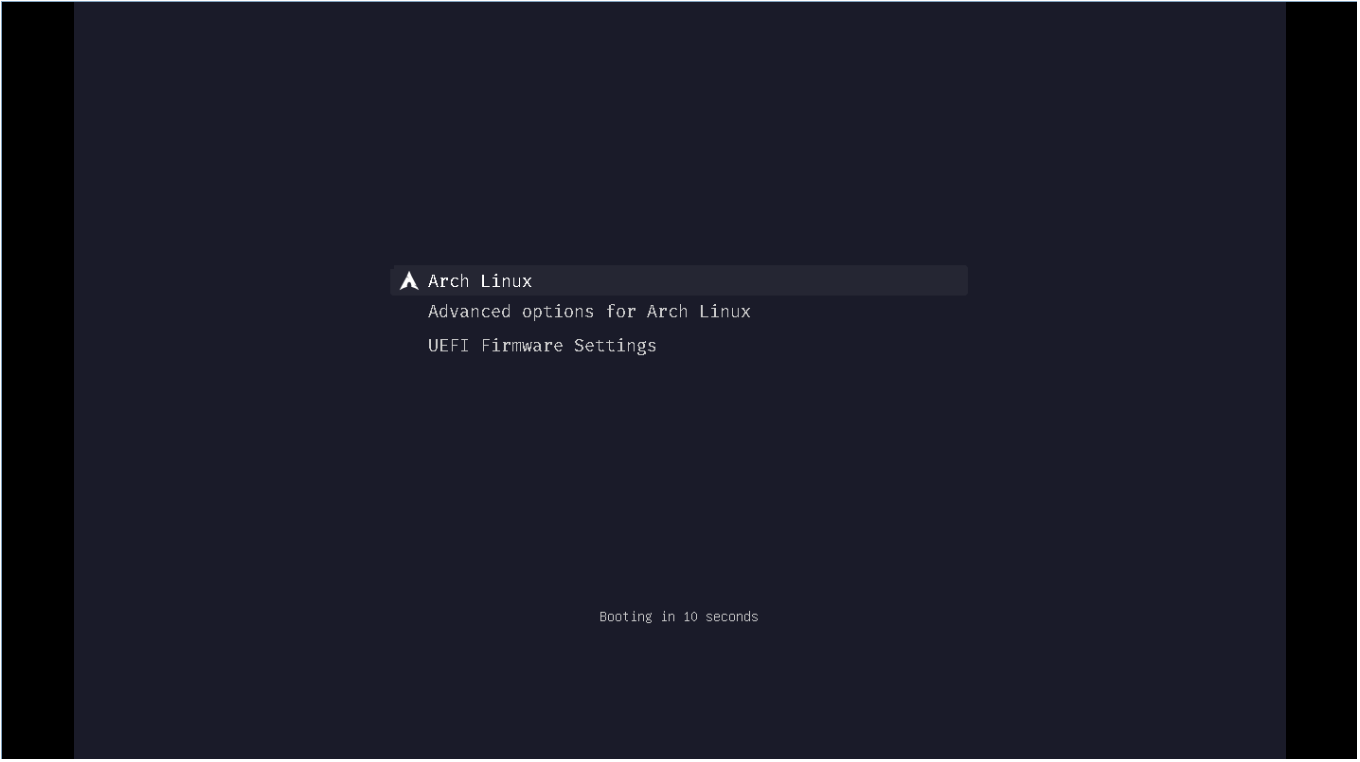 Arch Linux
Advanced options for Arch Linux
UEFI Firmware Settings
Booting in 10 seconds